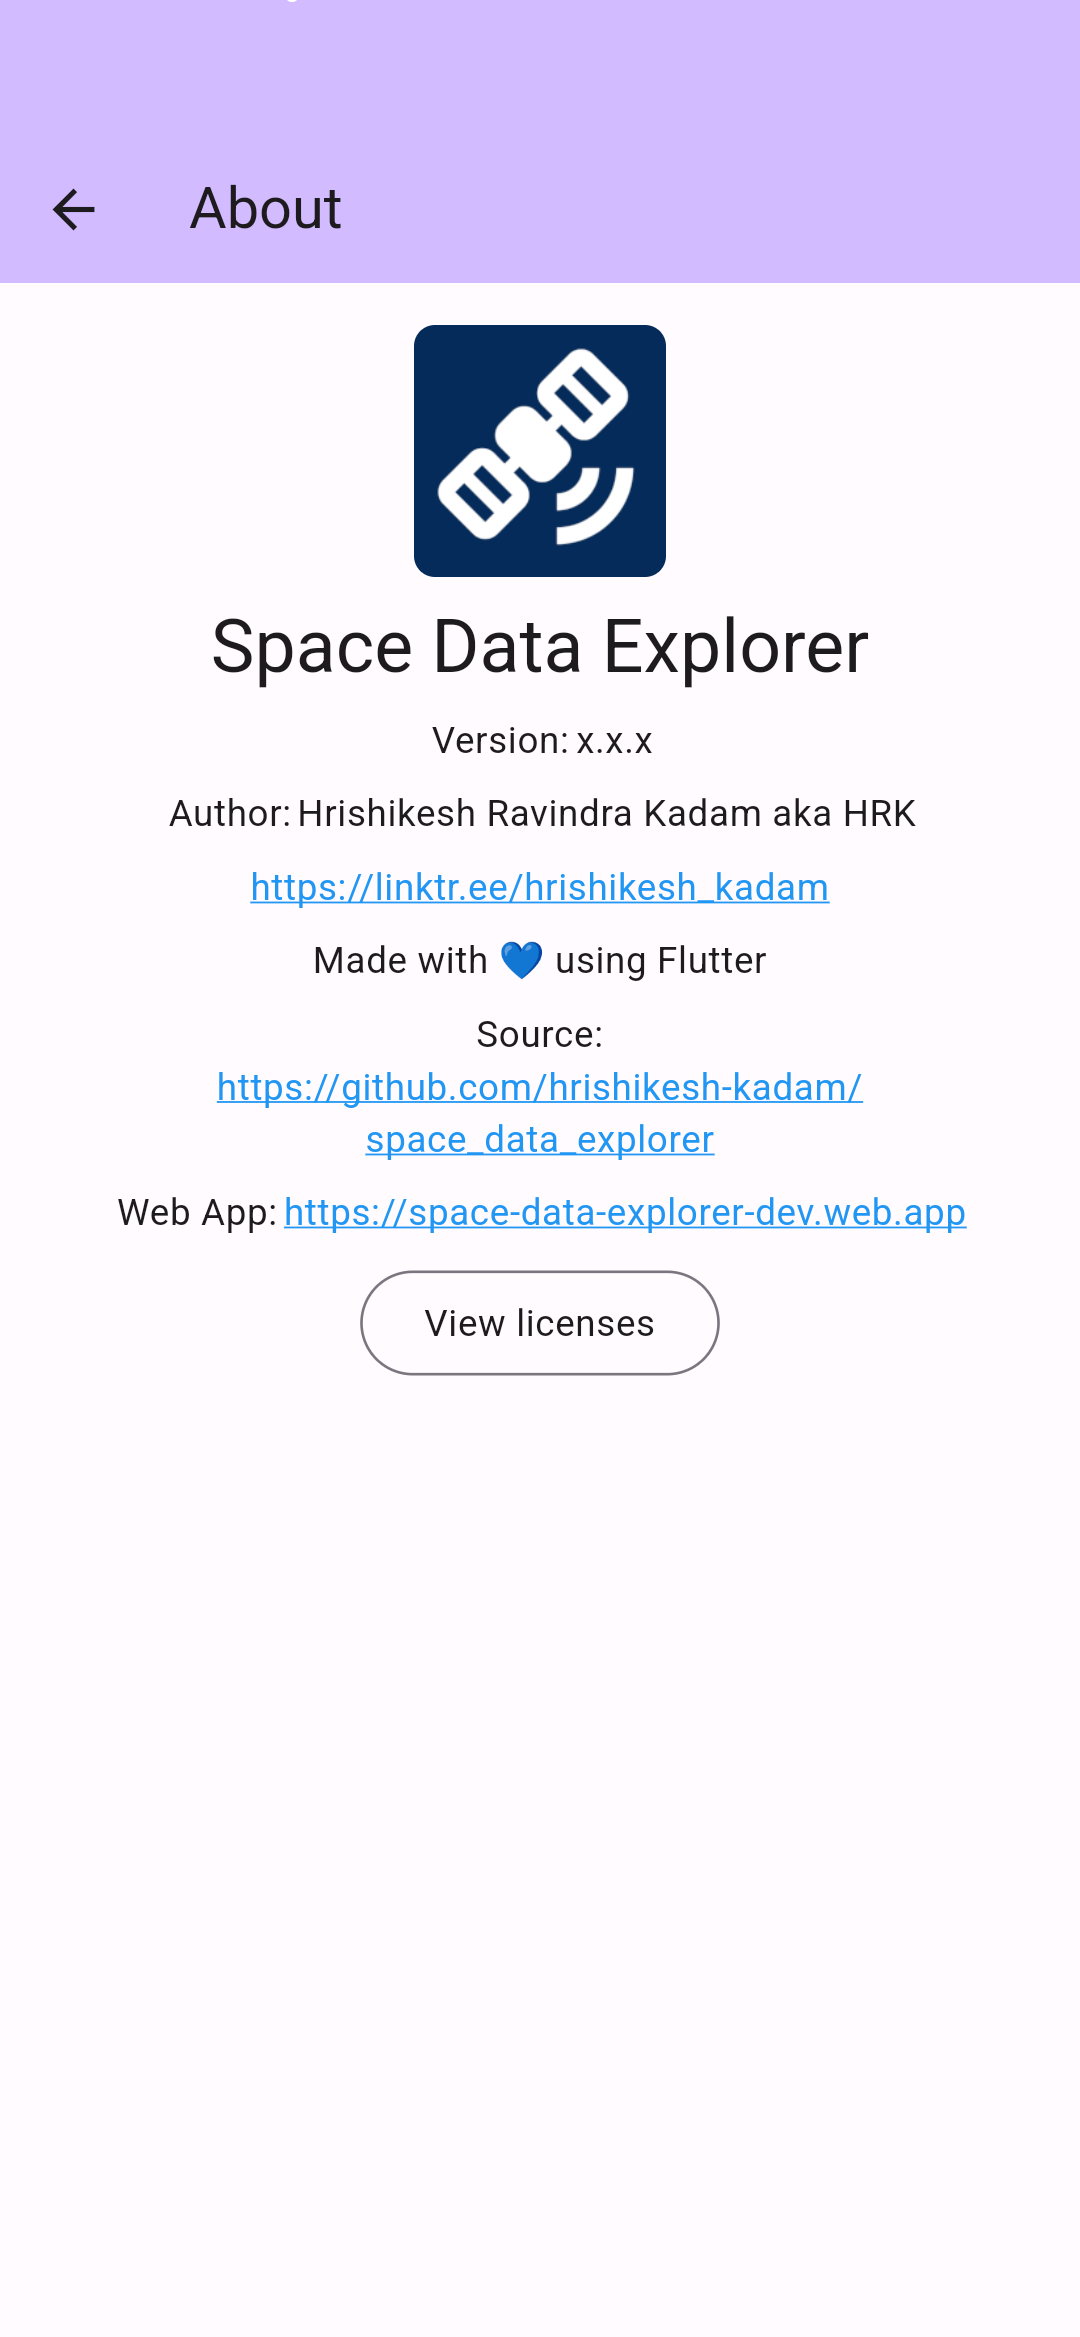 About
Space Data Explorer
Version: x.x.x
Author: Hrishikesh Ravindra Kadam aka HRK
https://linktr.ee/hrishikesh_kadam
Made with 💙 using Flutter
Source:
https://github.com/hrishikesh-kadam/
space_data_explorer
Web App: https://space-data-explorer-dev.web.app
View licenses